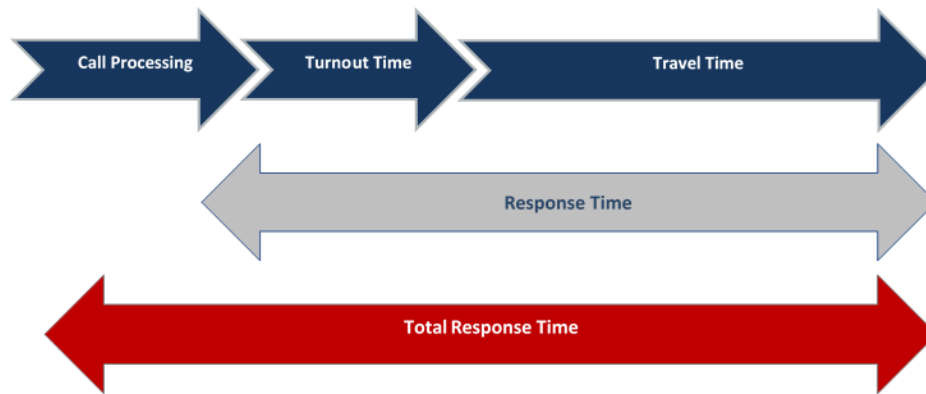 Call Processing
Turnout Time
Travel Time
Response Time
Total Response Time